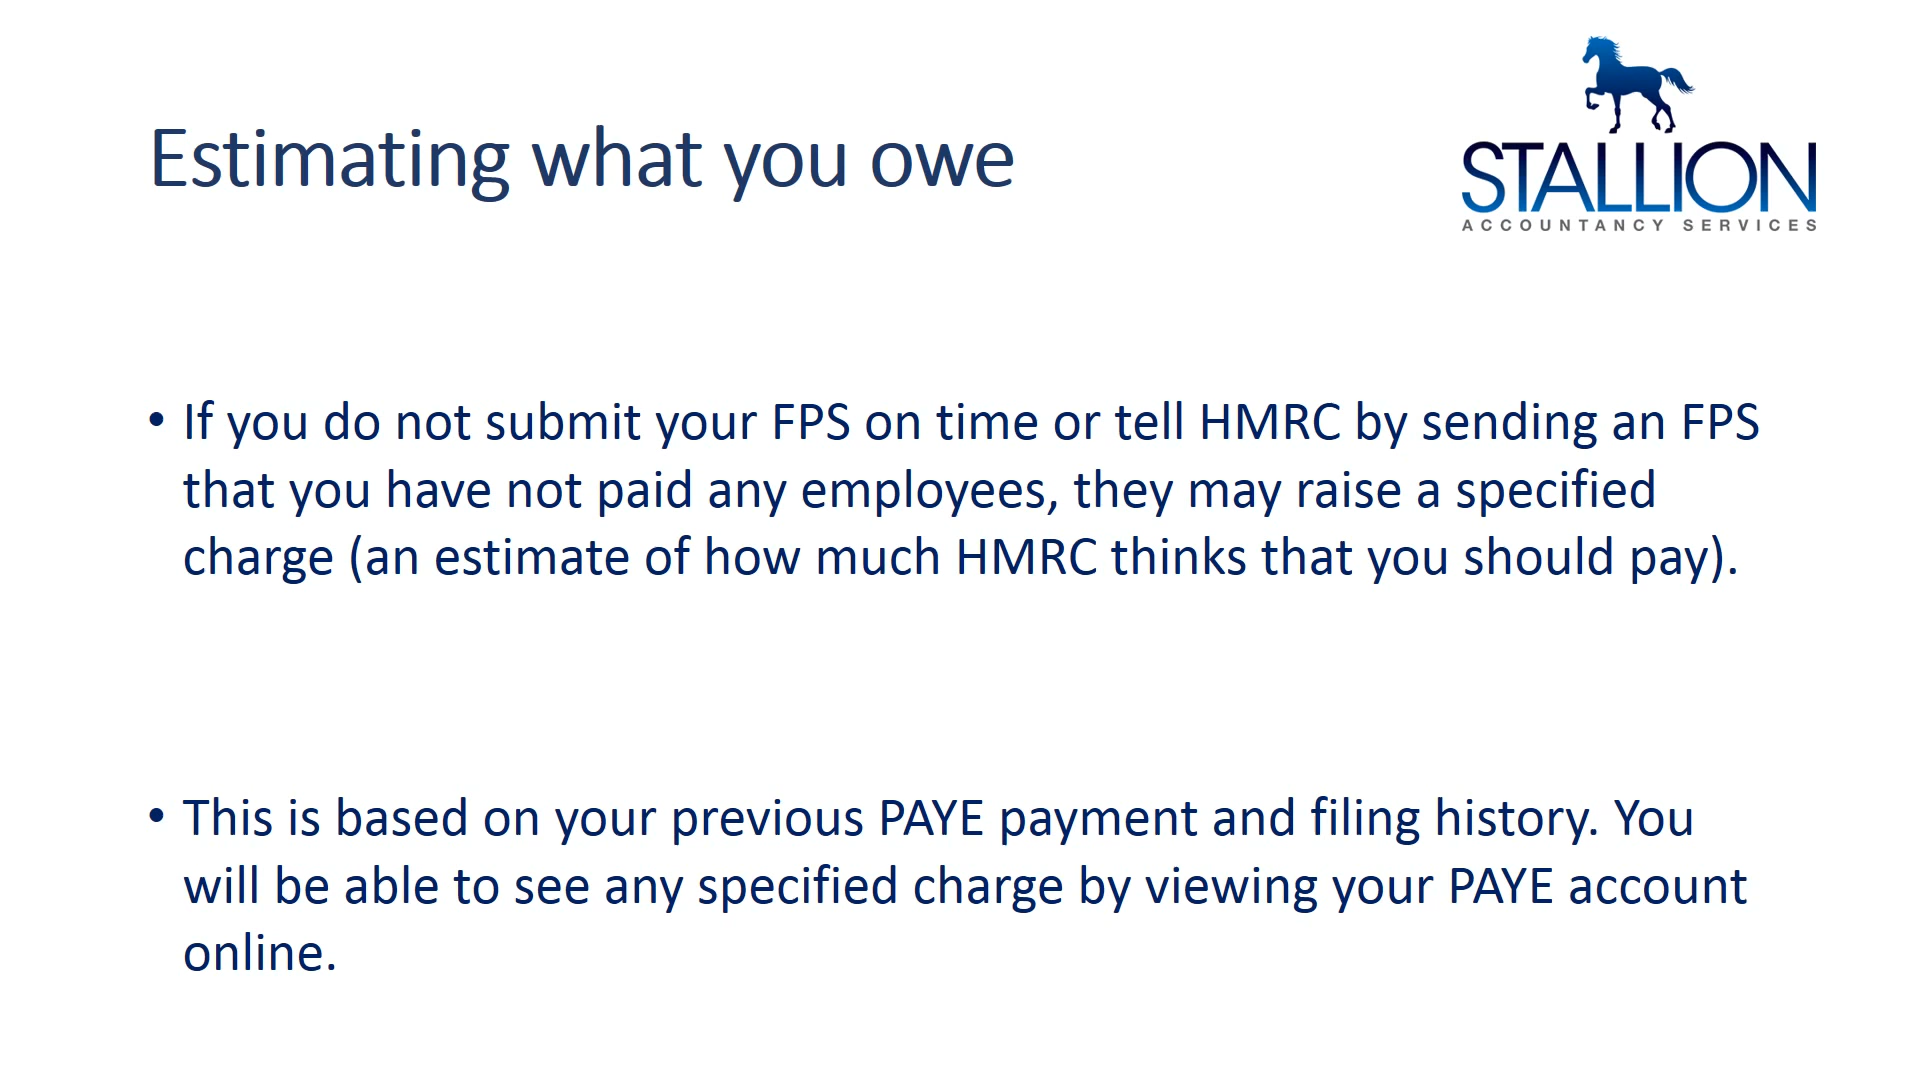 STALLION
ACCOUNTANCY SERVICES
Estimating what you owe
• If you do not submit your FPS on time or tell HMRC by sending an FPS
that you have not paid any employees, they may raise a specified
charge (an estimate of how much HMRC thinks that you should pay).
• This is based on your previous PAYE payment and filing history. You
will be able to see any specified charge by viewing your PAYE account
online.